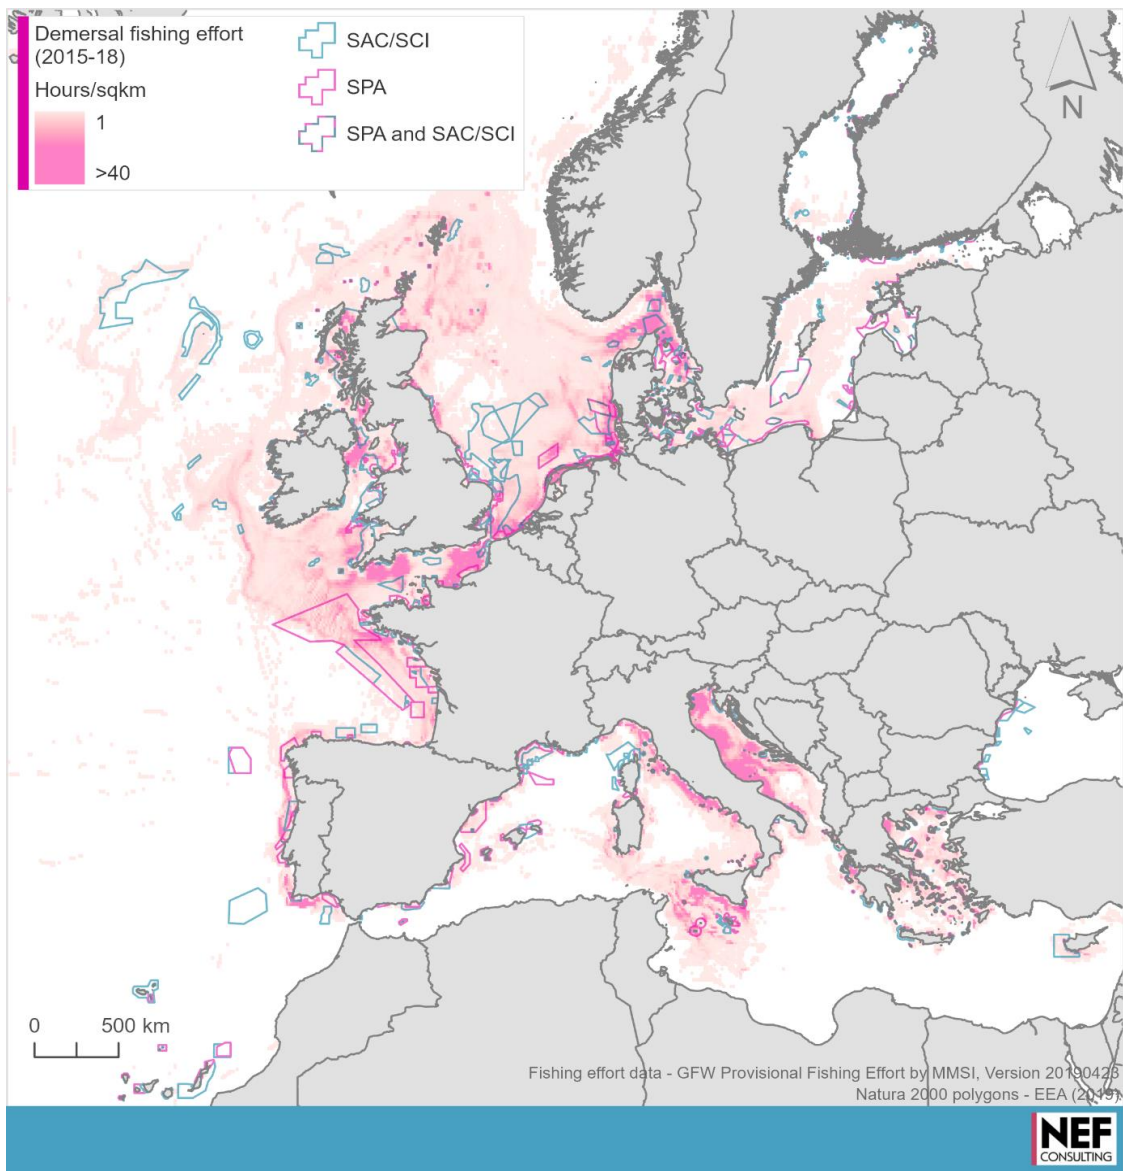 Demersal fishing effort
(2015-18)
Hours/sqkm
1
>40
SAC/SCI
SPA
SPA and SAC/SCI
N
0 500 km
Fishing effort data - GFW Provisional Fishing Effort by MMSI, Version 20190423
Natura 2000 polygons - EEA (2019)
NEF
CONSULTING